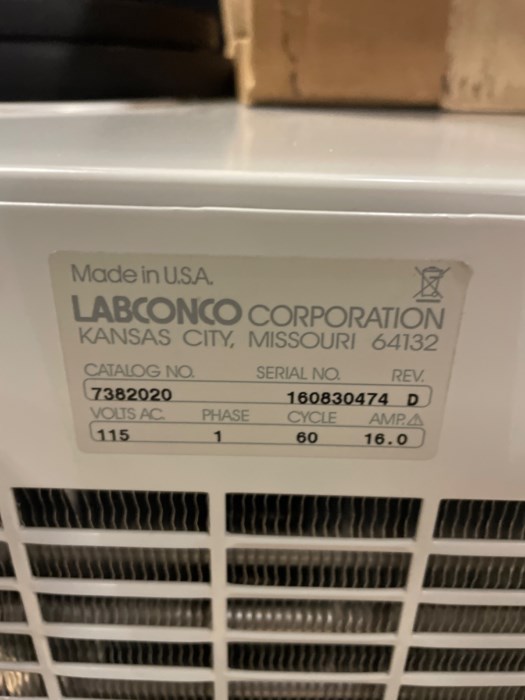 Made in U.S.A.
LABCONCO CORPORATION
KANSAS CITY, MISSOURI 64132
CATALOG NO. SERIAL NO. REV.
7382020 160830474 D
VOLTS AC. PHASE CYCLE AMP.⚠
115 1 60 16.0